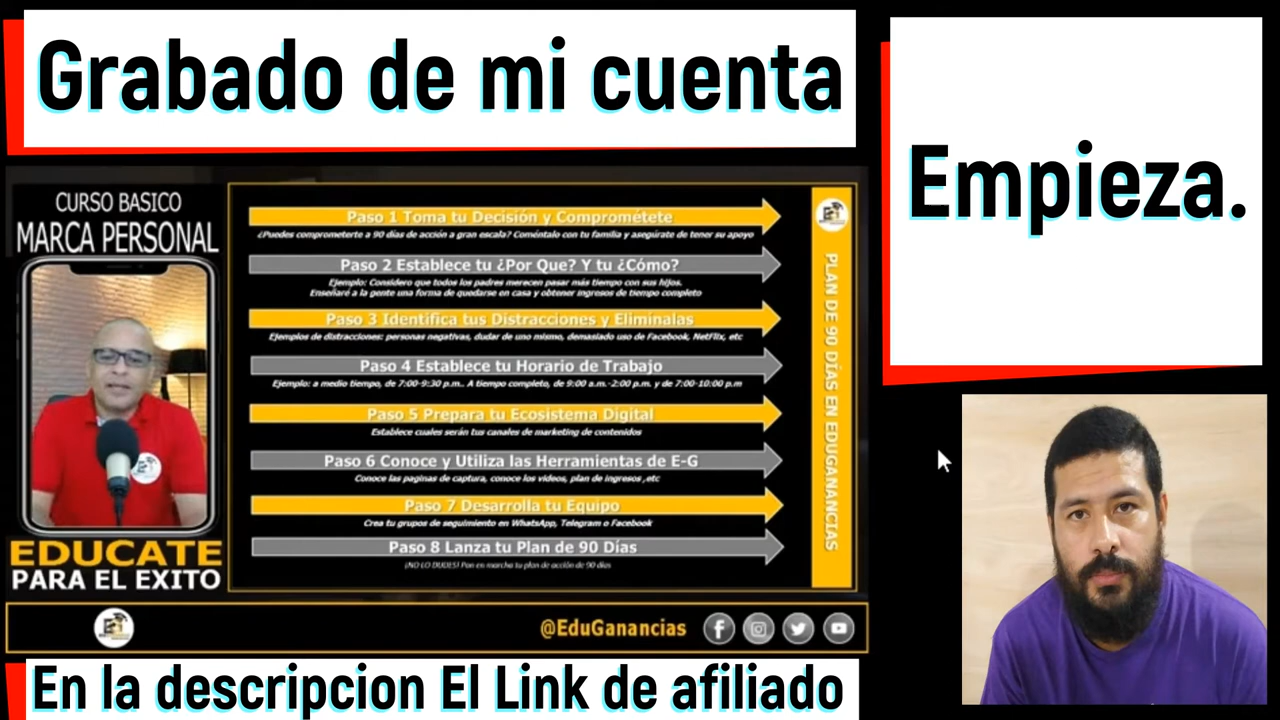 Grabado de mi cuenta
Empieza.
CURSO BASICO
MARCA PERSONAL
EDUCATE
PARA EL EXITO
Paso 1 Toma tu Decisión y Comprométete
¿Puedes comprometerte a 90 días de acción a gran escala? Coméntalo con tu familia y asegúrate de tener su apoyo
Paso 2 Establece tu ¿Por Que? Y tu ¿Cómo?
Ejemplo: Considero que todos los padres merecen pasar más tiempo con sus hijos.
Enseñaré a la gente una forma de quedarse en casa y obtener ingresos de tiempo completo
Paso 3 Identifica tus Distracciones y Eliminalas
Ejemplos de distracciones: personas negativas, dudar de uno mismo, demasiado uso de Facebook, NetFlix, etc
Paso 4 Establece tu Horario de Trabajo
Ejemplo: a medio tiempo, de 7:00-9:30 p.m.. A tiempo completo, de 9:00 a.m.-2:00 p.m. y de 7:00-10:00 p.m
Paso 5 Prepara tu Ecosistema Digital
Establece cuales serán tus canales de marketing de contenidos
Paso 6 Conoce y Utiliza las Herramientas de E-G
Conoce las paginas de captura, conoce los videos, plan de ingresos ,etc
Paso 7 Desarrolla tu Equipo
Crea tu grupos de seguimiento en WhatsApp, Telegram o Facebook
Paso 8 Lanza tu Plan de 90 Días
¡NO LO DUDES! Pon en marcha tu plan de acción de 90 días
PLAN DE 90 DÍAS EN EDUGANANCIAS
@EduGanancias
En la descripcion El Link de afiliado